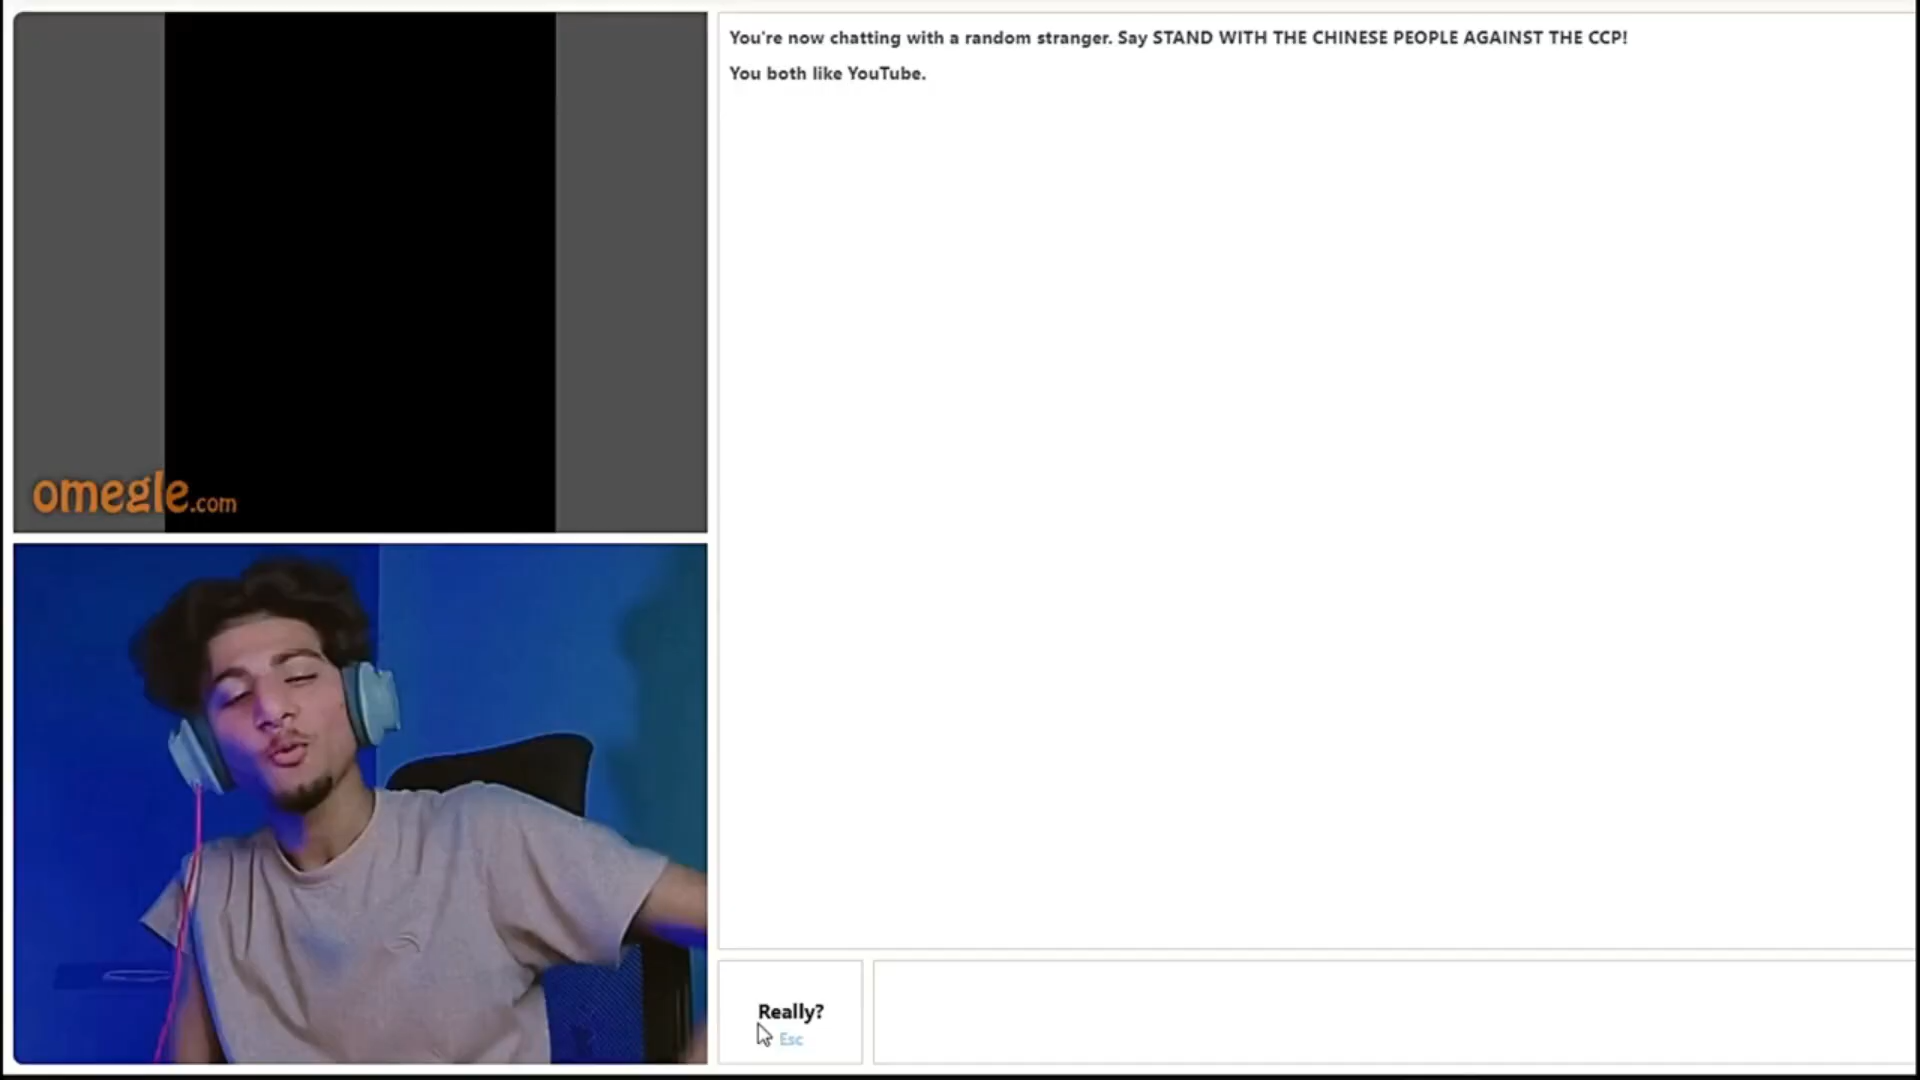 You're now chatting with a random stranger. Say STAND WITH THE CHINESE PEOPLE AGAINST THE CCP!
You both like YouTube.
omegle.com
Really?
Esc